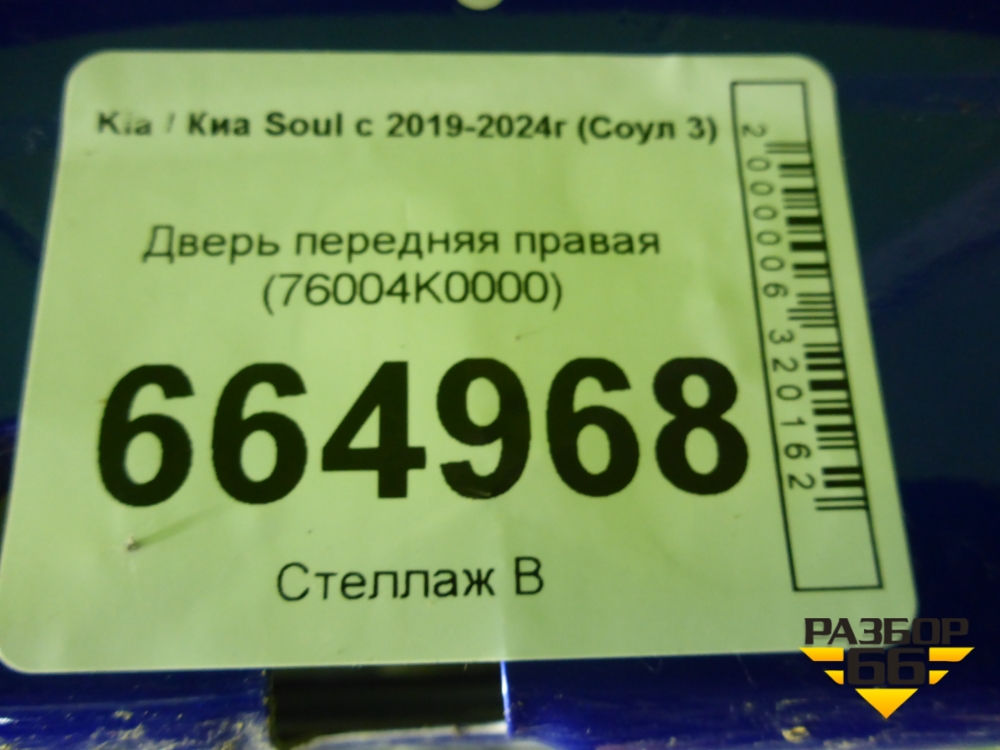 Kia / Киа Soul с 2019-2024г (Соул 3)
Дверь передняя правая
(76004K0000)
664968
Стеллаж В
2000006320162
РАЗБОР
66